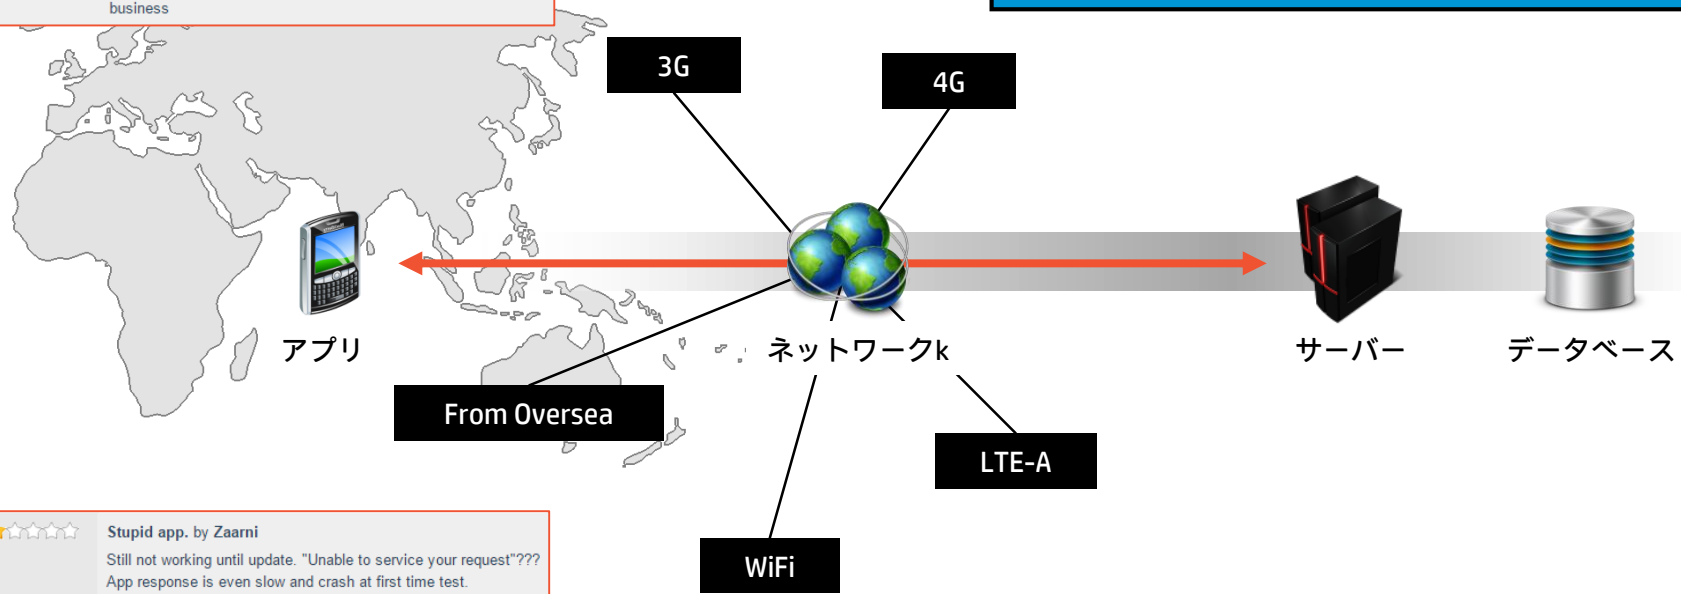 business
3G
4G
アプリ
ネットワークk
サーバー
データベース
From Oversea
LTE-A
WiFi
Stupid app. by Zaarni
Still not working until update. "Unable to service your request"???
App response is even slow and crash at first time test.